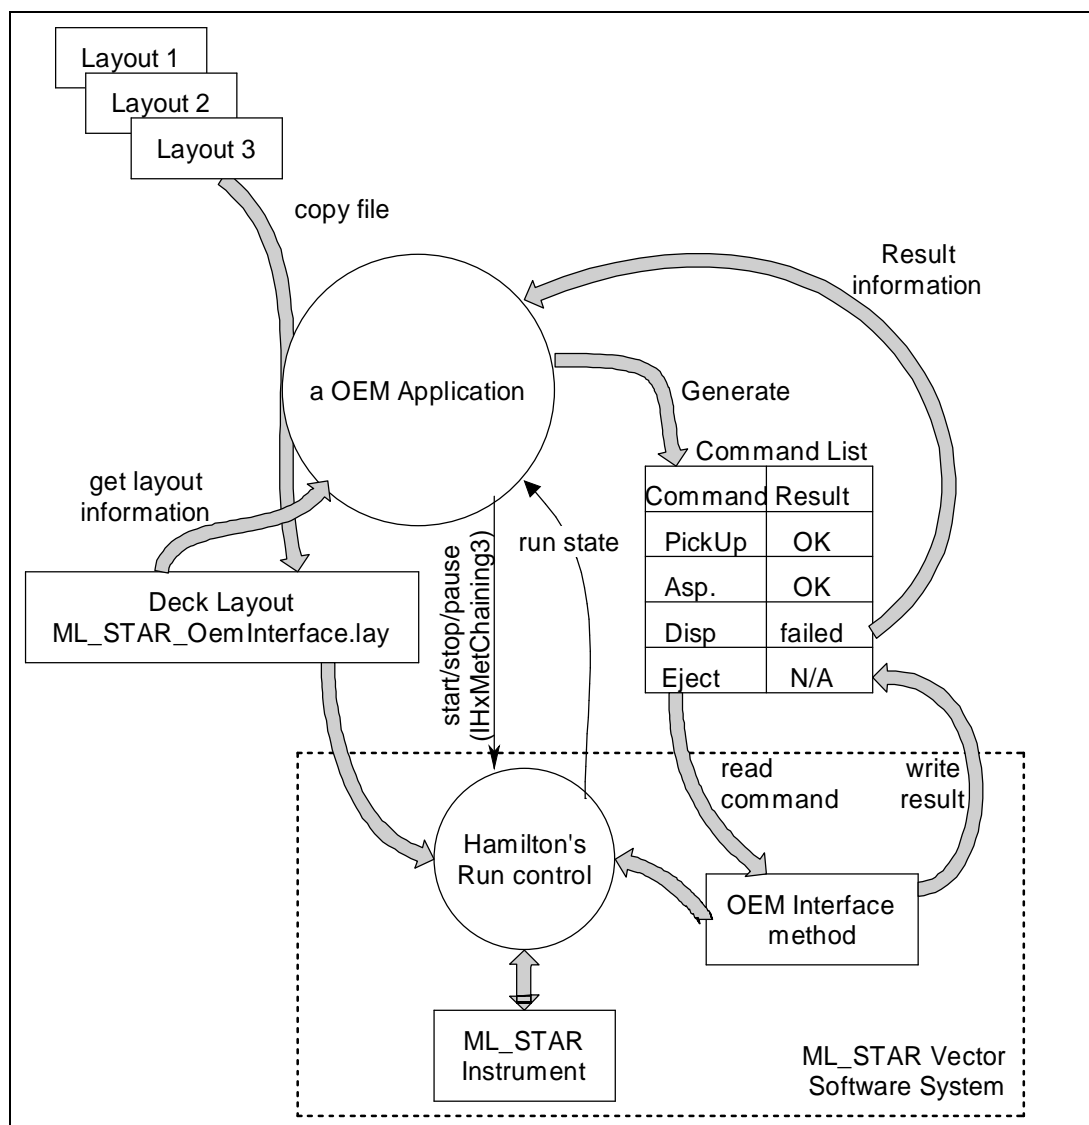 Layout 1
Layout 2
Layout 3
copy file
Result
information
a OEM Application
Generate
Command List
Command Result
PickUp OK
Asp. OK
Disp failed
Eject N/A
get layout
information
run state
start/stop/pause
(IHxMetChaining3)
Deck Layout
ML_STAR_OemInterface.lay
read
command
write
result
Hamilton's
Run control
OEM Interface
method
ML_STAR
Instrument
ML_STAR Vector
Software System